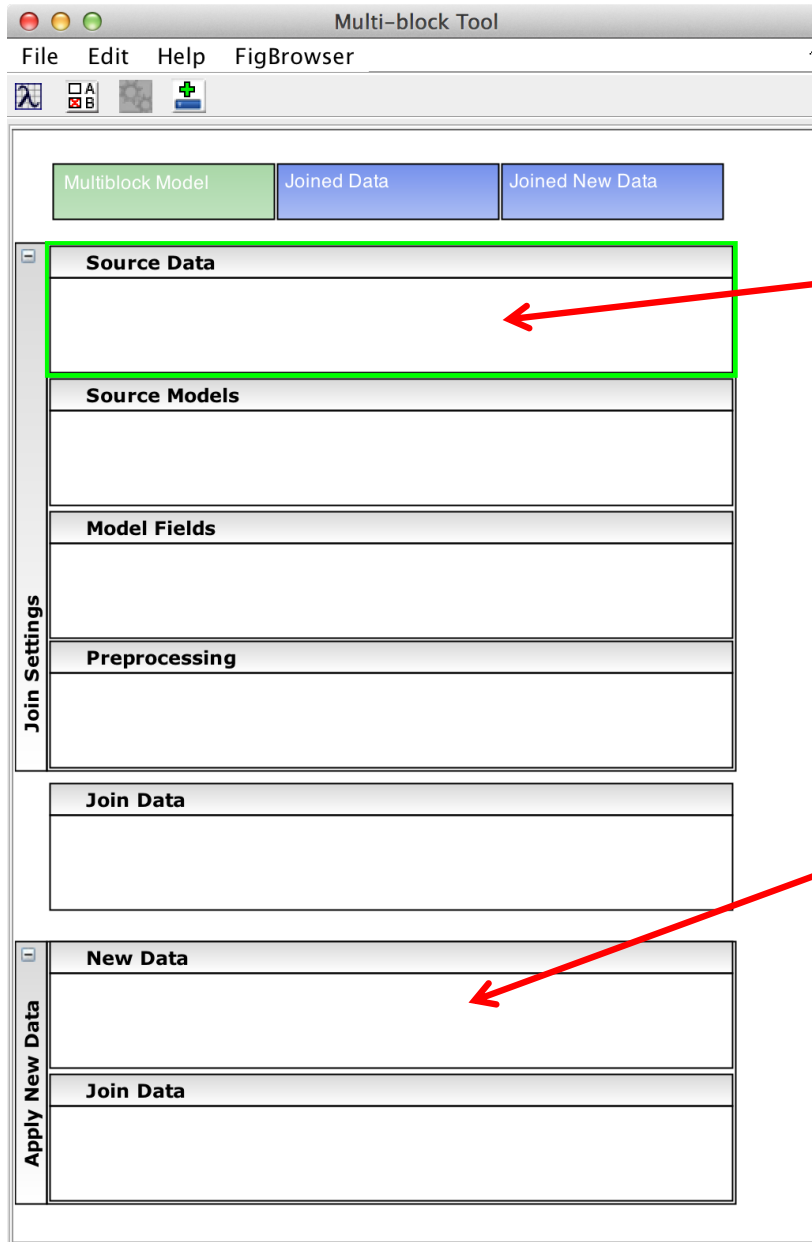 Multi-block Tool
File Edit Help FigBrowser
λ A B
Multiblock Model Joined Data Joined New Data
Source Data
Source Models
Model Fields
Preprocessing
Join Settings
Join Data
New Data
Join Data
Apply New Data